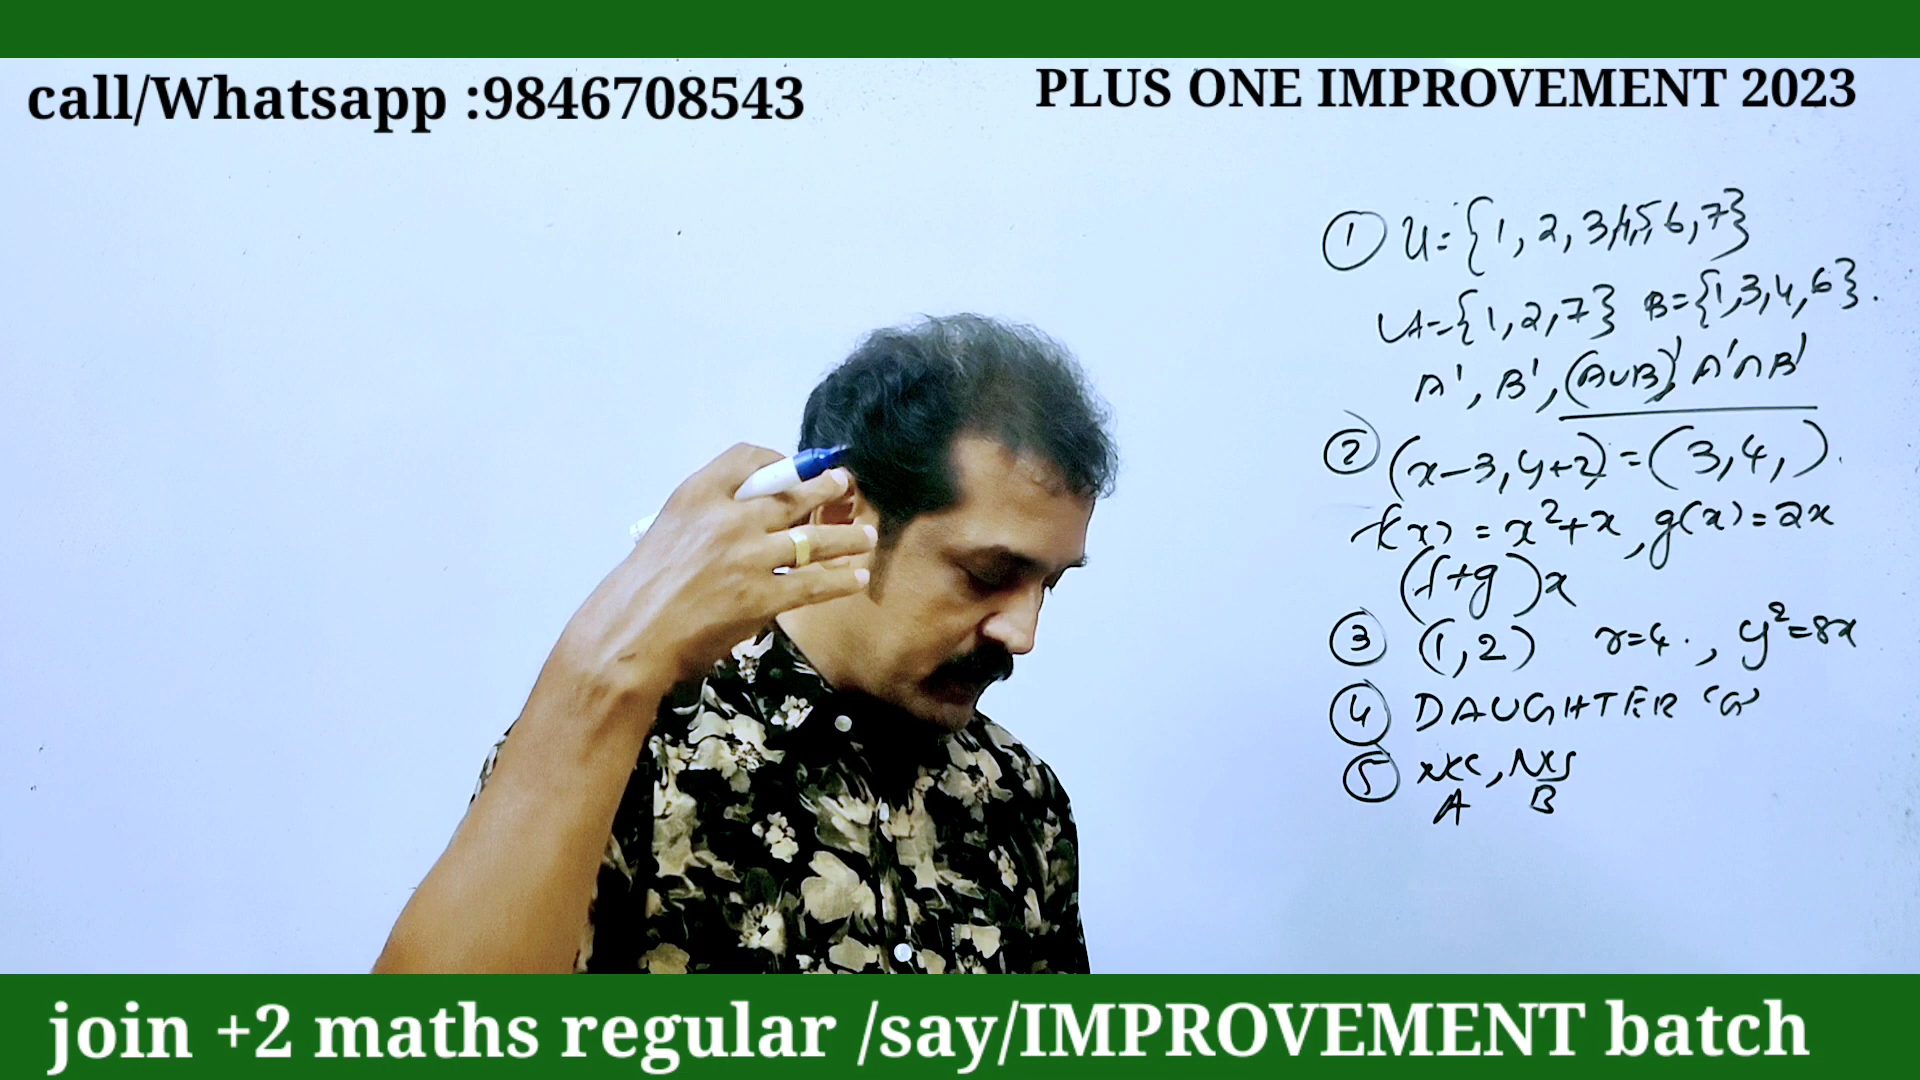 call/Whatsapp :9846708543
PLUS ONE IMPROVEMENT 2023
① U={1, 2, 3,4,5,6,7}
A={1,2,7} B={1,3,4,6}.
A', B', (A∪B)' A'∩B'
② (x-3,y+2)=(3,4,).
f(x) = x²+x, g(x)=2x
(f+g)x
③ (1,2) r=4., y²=8x
④ DAUGHTER 'G'
⑤
A B
join +2 maths regular /say/IMPROVEMENT batch